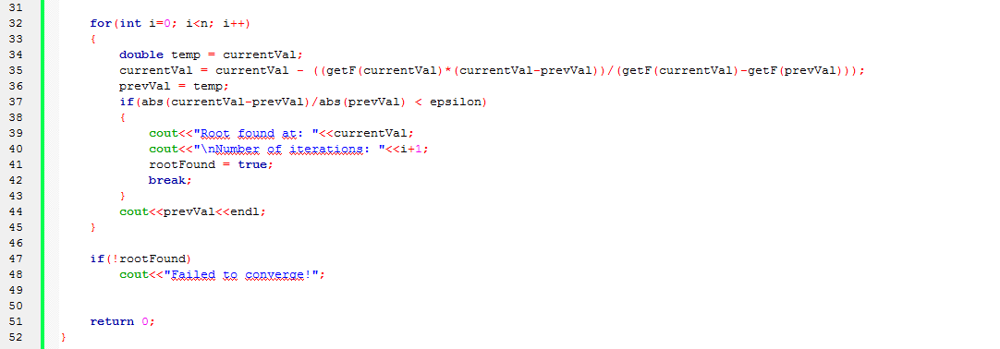 31
32 for(int i=0; i<n; i++)
33 {
34 double temp = currentVal;
35 currentVal = currentVal - ((getF(currentVal)*(currentVal-prevVal))/(getF(currentVal)-getF(prevVal)));
36 prevVal = temp;
37 if(abs(currentVal-prevVal)/abs(prevVal) < epsilon)
38 {
39 cout<<"Root found at: "<<currentVal;
40 cout<<"\nNumber of iterations: "<<i+1;
41 rootFound = true;
42 break;
43 }
44 cout<<prevVal<<endl;
45 }
46
47 if(!rootFound)
48 cout<<"Failed to converge!";
49
50
51 return 0;
52 }